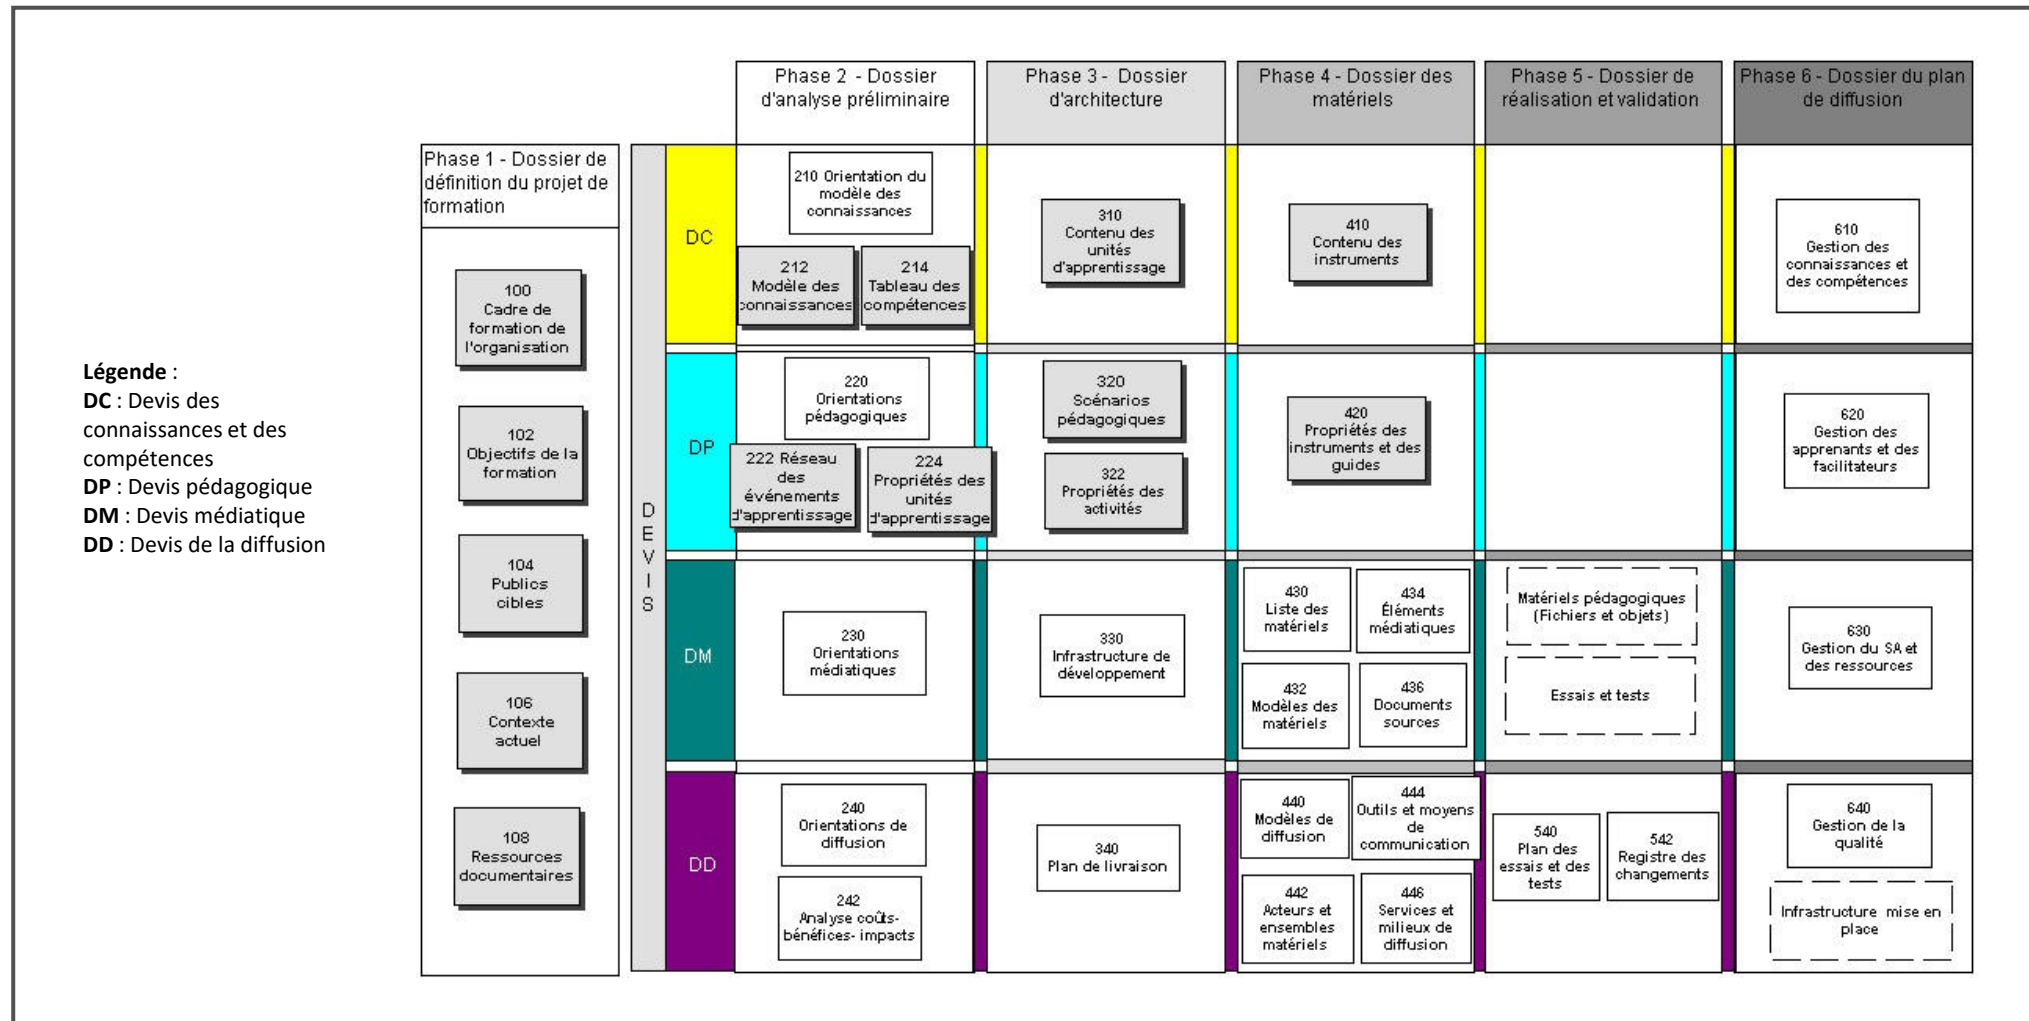 Phase 2 - Dossier
d'analyse préliminaire
Phase 3 - Dossier
d'architecture
Phase 4 - Dossier des
matériels
Phase 5 - Dossier de
réalisation et validation
Phase 6 - Dossier du plan
de diffusion
Phase 1 - Dossier de
définition du projet de
formation
100
Cadre de
formation de
l'organisation
102
Objectifs de la
formation
104
Publics
cibles
106
Contexte
actuel
108
Ressources
documentaires
Légende :
DC : Devis des
connaissances et des
compétences
DP : Devis pédagogique
DM : Devis médiatique
DD : Devis de la diffusion
D
E
V
I
S
DC
210 Orientation du
modèle des
connaissances
212
Modèle des
connaissances
214
Tableau des
compétences
310
Contenu des
unités
d'apprentissage
410
Contenu des
instruments
610
Gestion des
connaissances et
des compétences
DP
220
Orientations
pédagogiques
222 Réseau
des
événements
d'apprentissage
224
Propriétés des
unités
d'apprentissage
320
Scénarios
pédagogiques
322
Propriétés des
activités
420
Propriétés des
instruments et des
guides
620
Gestion des
apprenants et des
facilitateurs
DM
230
Orientations
médiatiques
330
Infrastructure de
développement
430
Liste des
matériels
434
Éléments
médiatiques
432
Modèles des
matériels
436
Documents
sources
Matériels pédagogiques
(Fichiers et objets)
Essais et tests
630
Gestion du SA et
des ressources
DD
240
Orientations de
diffusion
242
Analyse coûts-
bénéfices- impacts
340
Plan de livraison
440
Modèles de
diffusion
444
Outils et moyens
de
communication
442
Acteurs et
ensembles
matériels
446
Services et
milieux de
diffusion
540
Plan des
essais et des
tests
542
Registre des
changements
640
Gestion de la
qualité
Infrastructure mise en
place